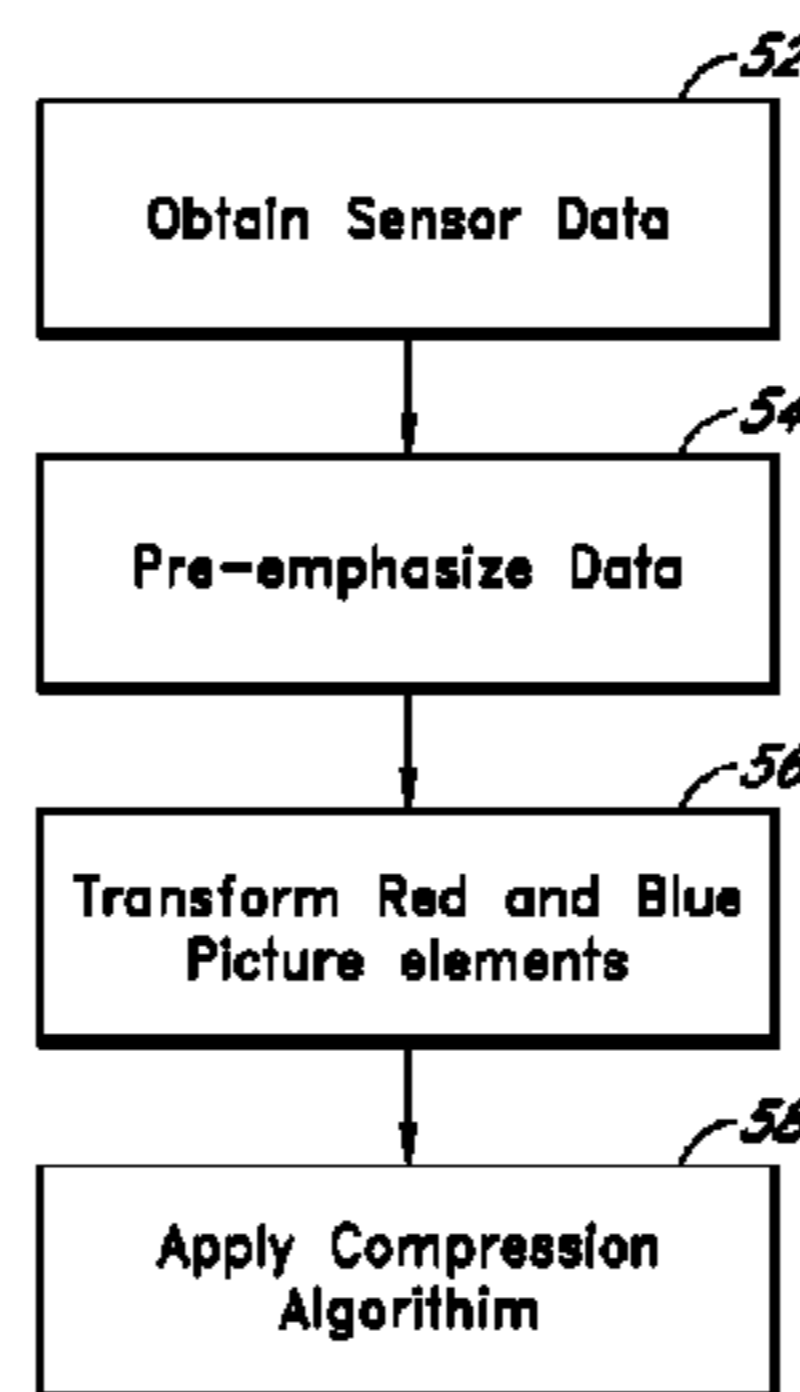 52
Obtain Sensor Data
54
Pre-emphasize Data
56
Transform Red and Blue
Picture elements
58
Apply Compression
Algorithim